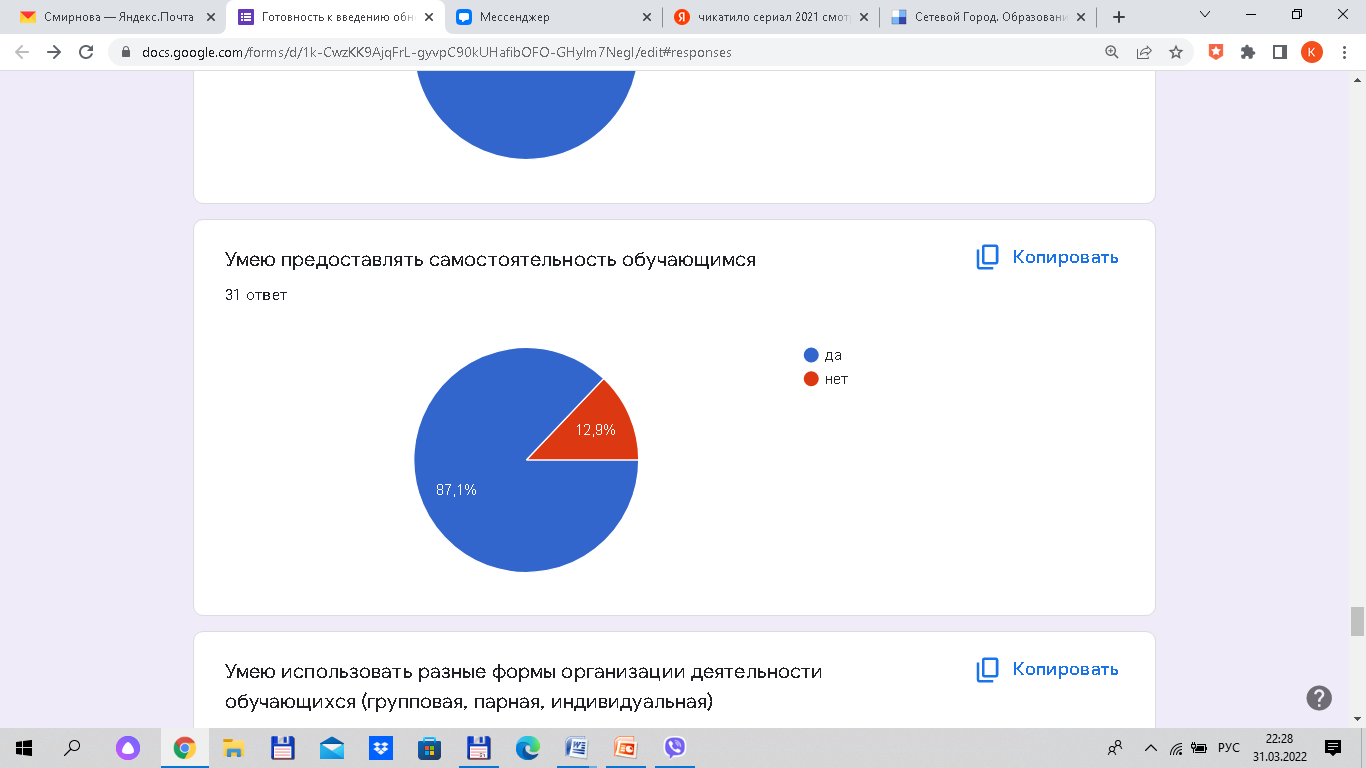 Смирнова — Яндекс.Почта
Готовность к введению обн
Мессенджер
чикатило сериал 2021 смот
Сетевой Город. Образовани
docs.google.com/forms/d/1k-CwzKK9AjqFrL-gyvpC90kUHafibOFO-GHylm7NegI/edit#responses
К
Умею предоставлять самостоятельность обучающимся
Копировать
31 ответ
да
нет
12,9%
87,1%
Умею использовать разные формы организации деятельности
обучающихся (групповая, парная, индивидуальная)
Копировать
РУС
22:28
31.03.2022